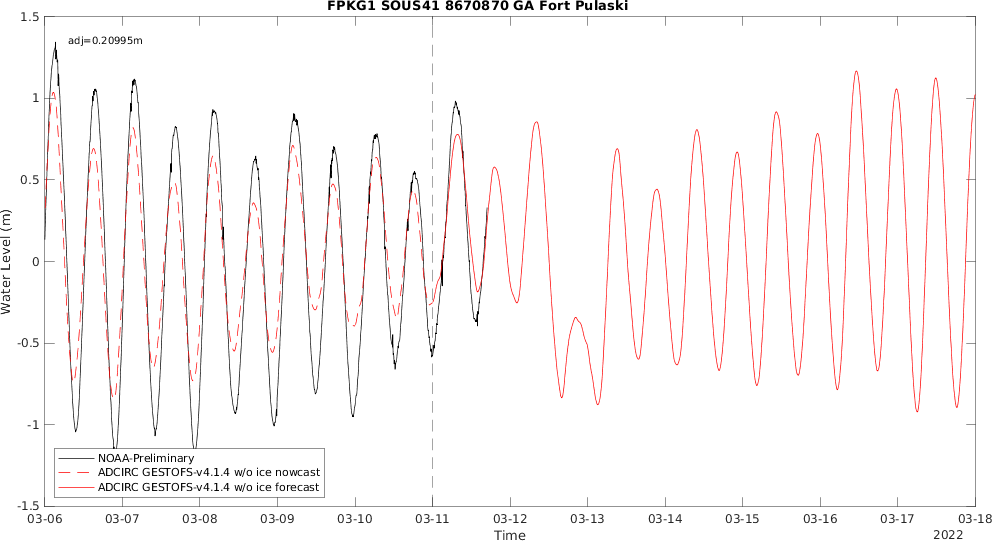 FPKG1 SOUS41 8670870 GA Fort Pulaski
adj=0.20995m
1.5
1
0.5
0
-0.5
-1
-1.5
Water Level (m)
NOAA-Preliminary
ADCIRC GESTOFS-v4.1.4 w/o ice nowcast
ADCIRC GESTOFS-v4.1.4 w/o ice forecast
03-06 03-07 03-08 03-09 03-10 03-11 03-12 03-13 03-14 03-15 03-16 03-17 03-18
Time
2022